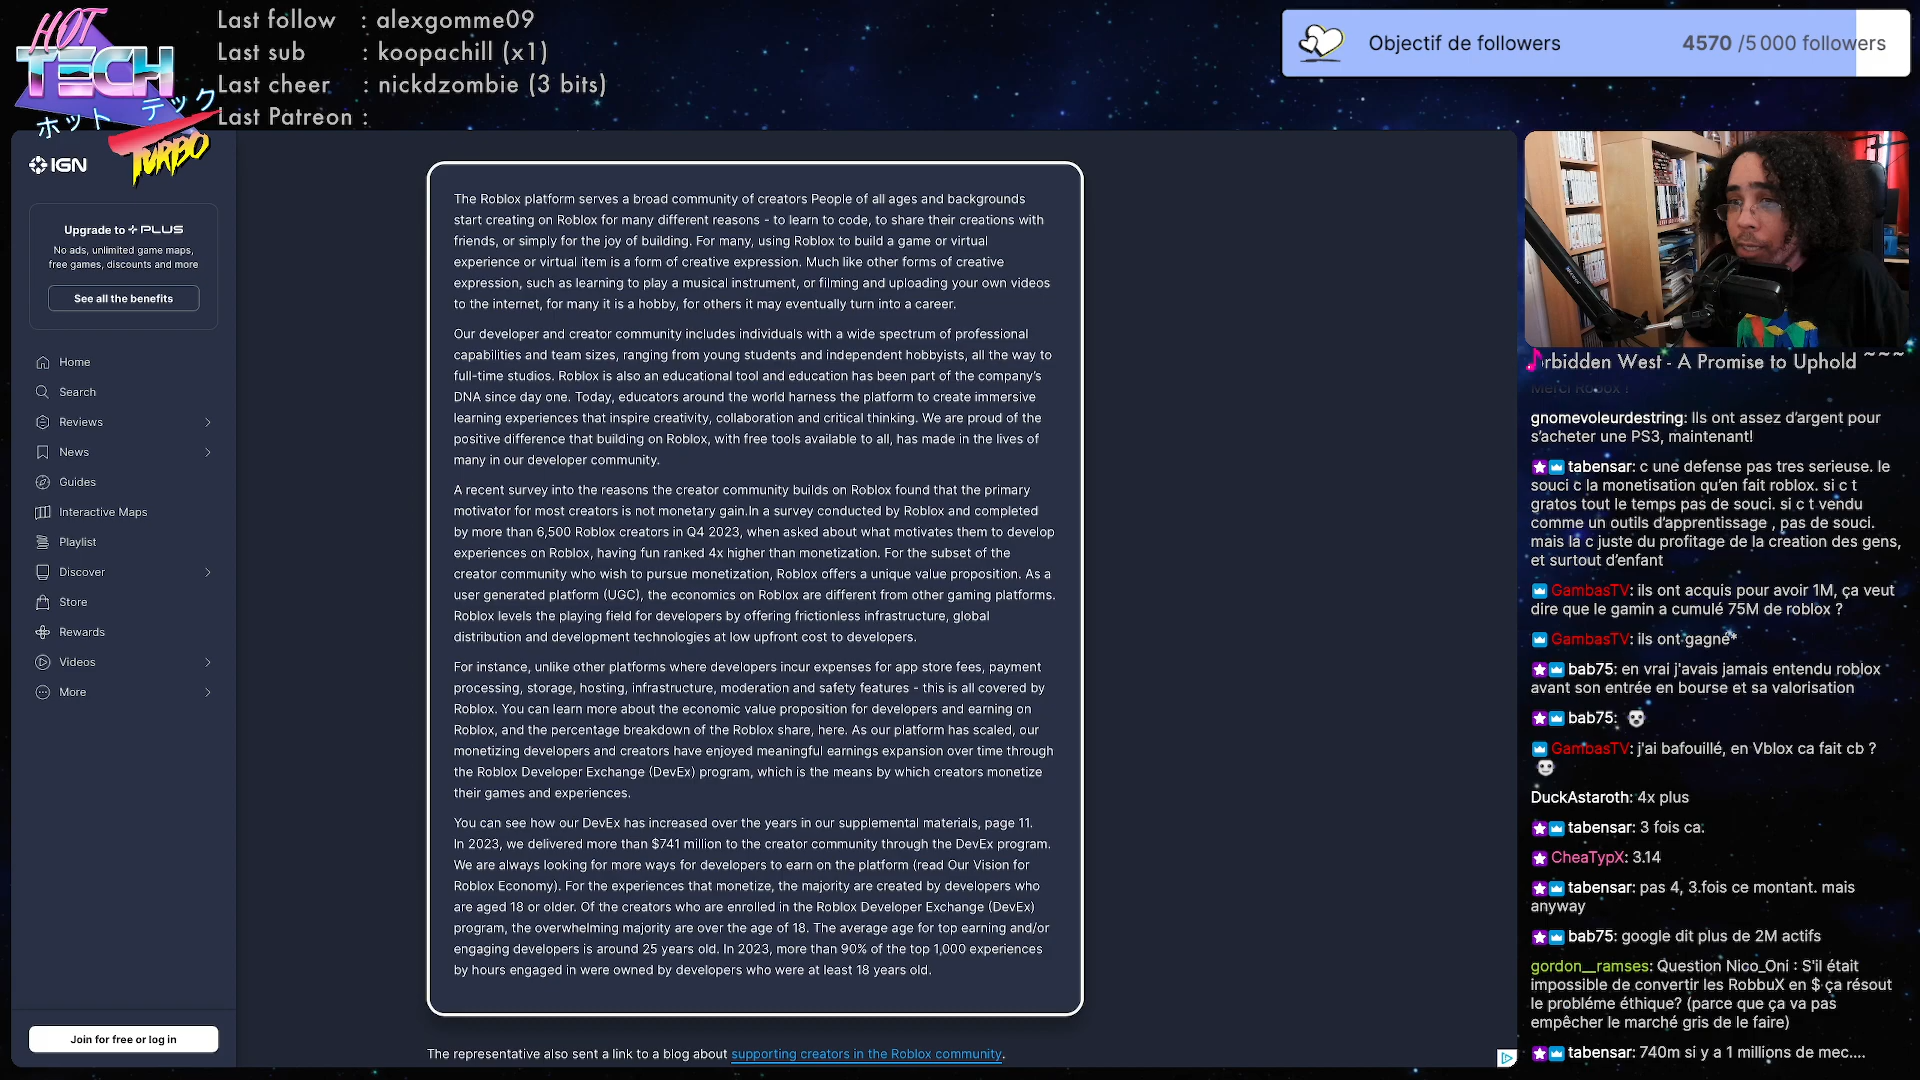 HOT
TECH
ホット テック
TURBO
Last follow : alexgomme09
Last sub : koopachill (x1)
Last cheer : nickdzombie (3 bits)
Last Patreon :
Objectif de followers
4570 /5 000 followers
IGN
Upgrade to PLUS
No ads, unlimited game maps,
free games, discounts and more
See all the benefits
Home
Search
Reviews
News
Guides
Interactive Maps
Playlist
Discover
Store
Rewards
Videos
More
Join for free or log in
The Roblox platform serves a broad community of creators People of all ages and backgrounds
start creating on Roblox for many different reasons - to learn to code, to share their creations with
friends, or simply for the joy of building. For many, using Roblox to build a game or virtual
experience or virtual item is a form of creative expression. Much like other forms of creative
expression, such as learning to play a musical instrument, or filming and uploading your own videos
to the internet, for many it is a hobby, for others it may eventually turn into a career.
Our developer and creator community includes individuals with a wide spectrum of professional
capabilities and team sizes, ranging from young students and independent hobbyists, all the way to
full-time studios. Roblox is also an educational tool and education has been part of the company's
DNA since day one. Today, educators around the world harness the platform to create immersive
learning experiences that inspire creativity, collaboration and critical thinking. We are proud of the
positive difference that building on Roblox, with free tools available to all, has made in the lives of
many in our developer community.
A recent survey into the reasons the creator community builds on Roblox found that the primary
motivator for most creators is not monetary gain.In a survey conducted by Roblox and completed
by more than 6,500 Roblox creators in Q4 2023, when asked about what motivates them to develop
experiences on Roblox, having fun ranked 4x higher than monetization. For the subset of the
creator community who wish to pursue monetization, Roblox offers a unique value proposition. As a
user generated platform (UGC), the economics on Roblox are different from other gaming platforms.
Roblox levels the playing field for developers by offering frictionless infrastructure, global
distribution and development technologies at low upfront cost to developers.
For instance, unlike other platforms where developers incur expenses for app store fees, payment
processing, storage, hosting, infrastructure, moderation and safety features - this is all covered by
Roblox. You can learn more about the economic value proposition for developers and earning on
Roblox, and the percentage breakdown of the Roblox share, here. As our platform has scaled, our
monetizing developers and creators have enjoyed meaningful earnings expansion over time through
the Roblox Developer Exchange (DevEx) program, which is the means by which creators monetize
their games and experiences.
You can see how our DevEx has increased over the years in our supplemental materials, page 11.
In 2023, we delivered more than $741 million to the creator community through the DevEx program.
We are always looking for more ways for developers to earn on the platform (read Our Vision for
Roblox Economy). For the experiences that monetize, the majority are created by developers who
are aged 18 or older. Of the creators who are enrolled in the Roblox Developer Exchange (DevEx)
program, the overwhelming majority are over the age of 18. The average age for top earning and/or
engaging developers is around 25 years old. In 2023, more than 90% of the top 1,000 experiences
by hours engaged in were owned by developers who were at least 18 years old.
The representative also sent a link to a blog about supporting creators in the Roblox community.
orbidden West - A Promise to Uphold ~~~
Merci Roblox !
gnomevoleurdestring: Ils ont assez d'argent pour
s'acheter une PS3, maintenant!
tabensar: c une defense pas tres serieuse. le
souci c la monetisation qu'en fait roblox. si c t
gratos tout le temps pas de souci. si c t vendu
comme un outils d'apprentissage , pas de souci.
mais la c juste du profitage de la creation des gens,
et surtout d'enfant
GambasTV: ils ont acquis pour avoir 1M, ça veut
dire que le gamin a cumulé 75M de roblox ?
GambasTV: ils ont gagné*
bab75: en vrai j'avais jamais entendu roblox
avant son entrée en bourse et sa valorisation
bab75:
GambasTV: j'ai bafouillé, en Vblox ca fait cb ?
DuckAstaroth: 4x plus
tabensar: 3 fois ca.
CheaTypX: 3.14
tabensar: pas 4, 3.fois ce montant. mais
anyway
bab75: google dit plus de 2M actifs
gordon__ramses: Question Nico_Oni : S'il était
impossible de convertir les RobbuX en $ ça résout
le probléme éthique? (parce que ça va pas
empêcher le marché gris de le faire)
tabensar: 740m si y a 1 millions de mec....